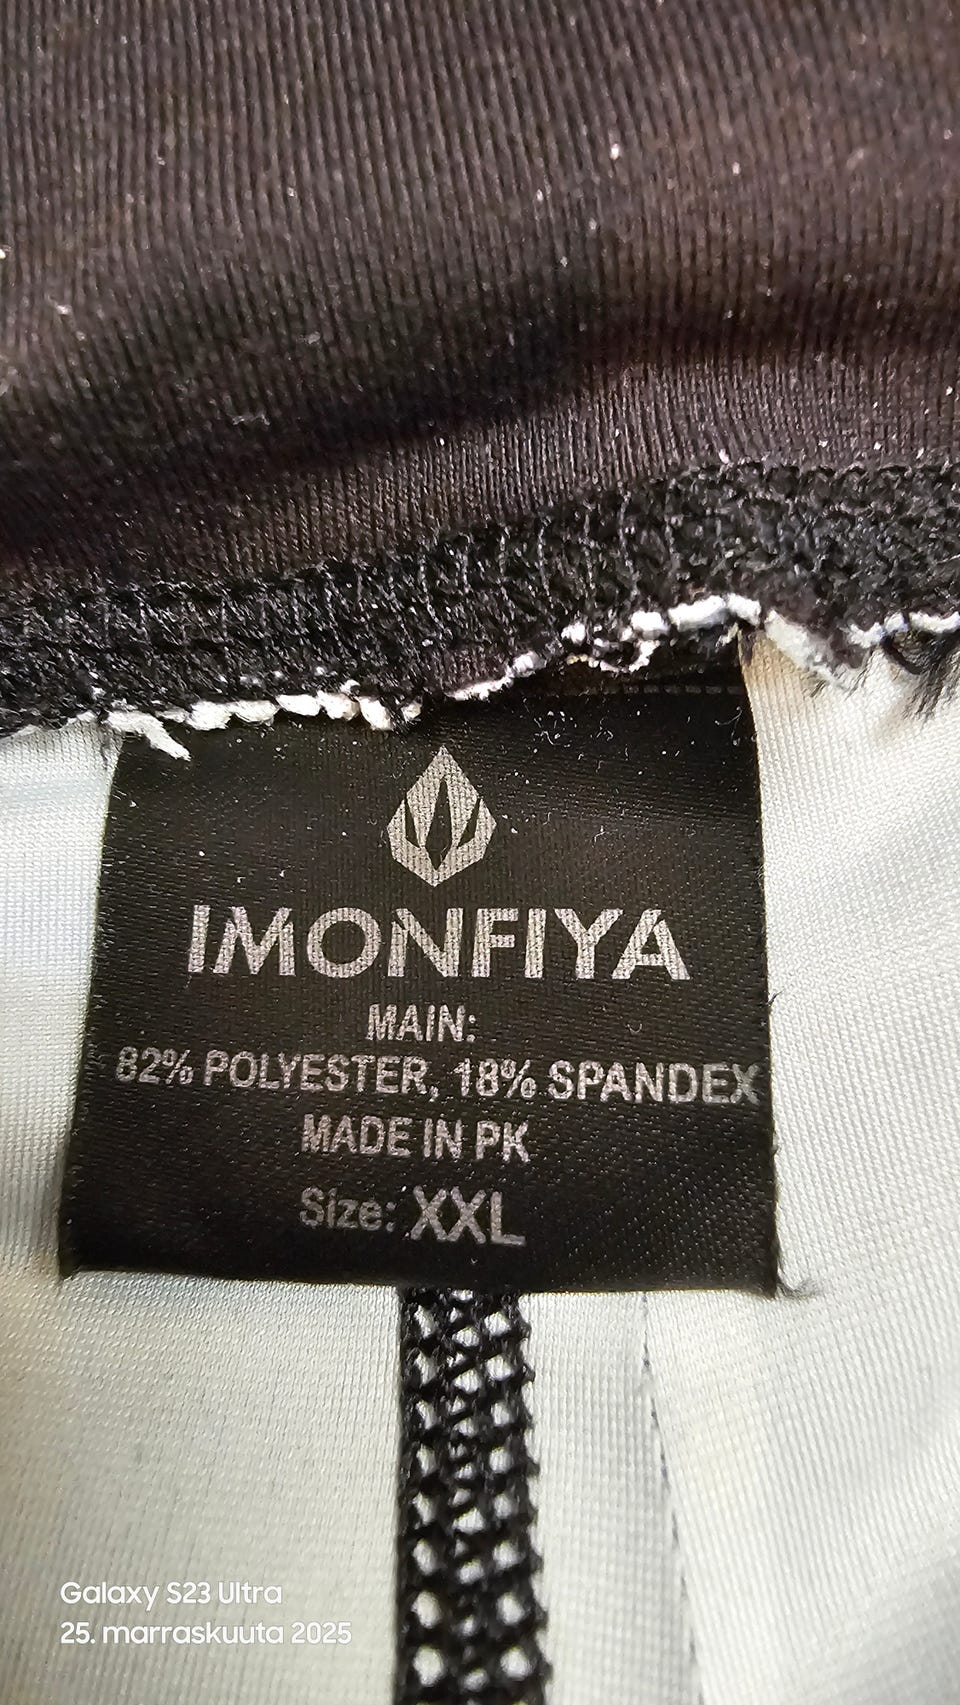 IMONFIYA
MAIN:
82% POLYESTER, 18% SPANDEX
MADE IN PK
Size: XXL
Galaxy S23 Ultra
25. marraskuuta 2025